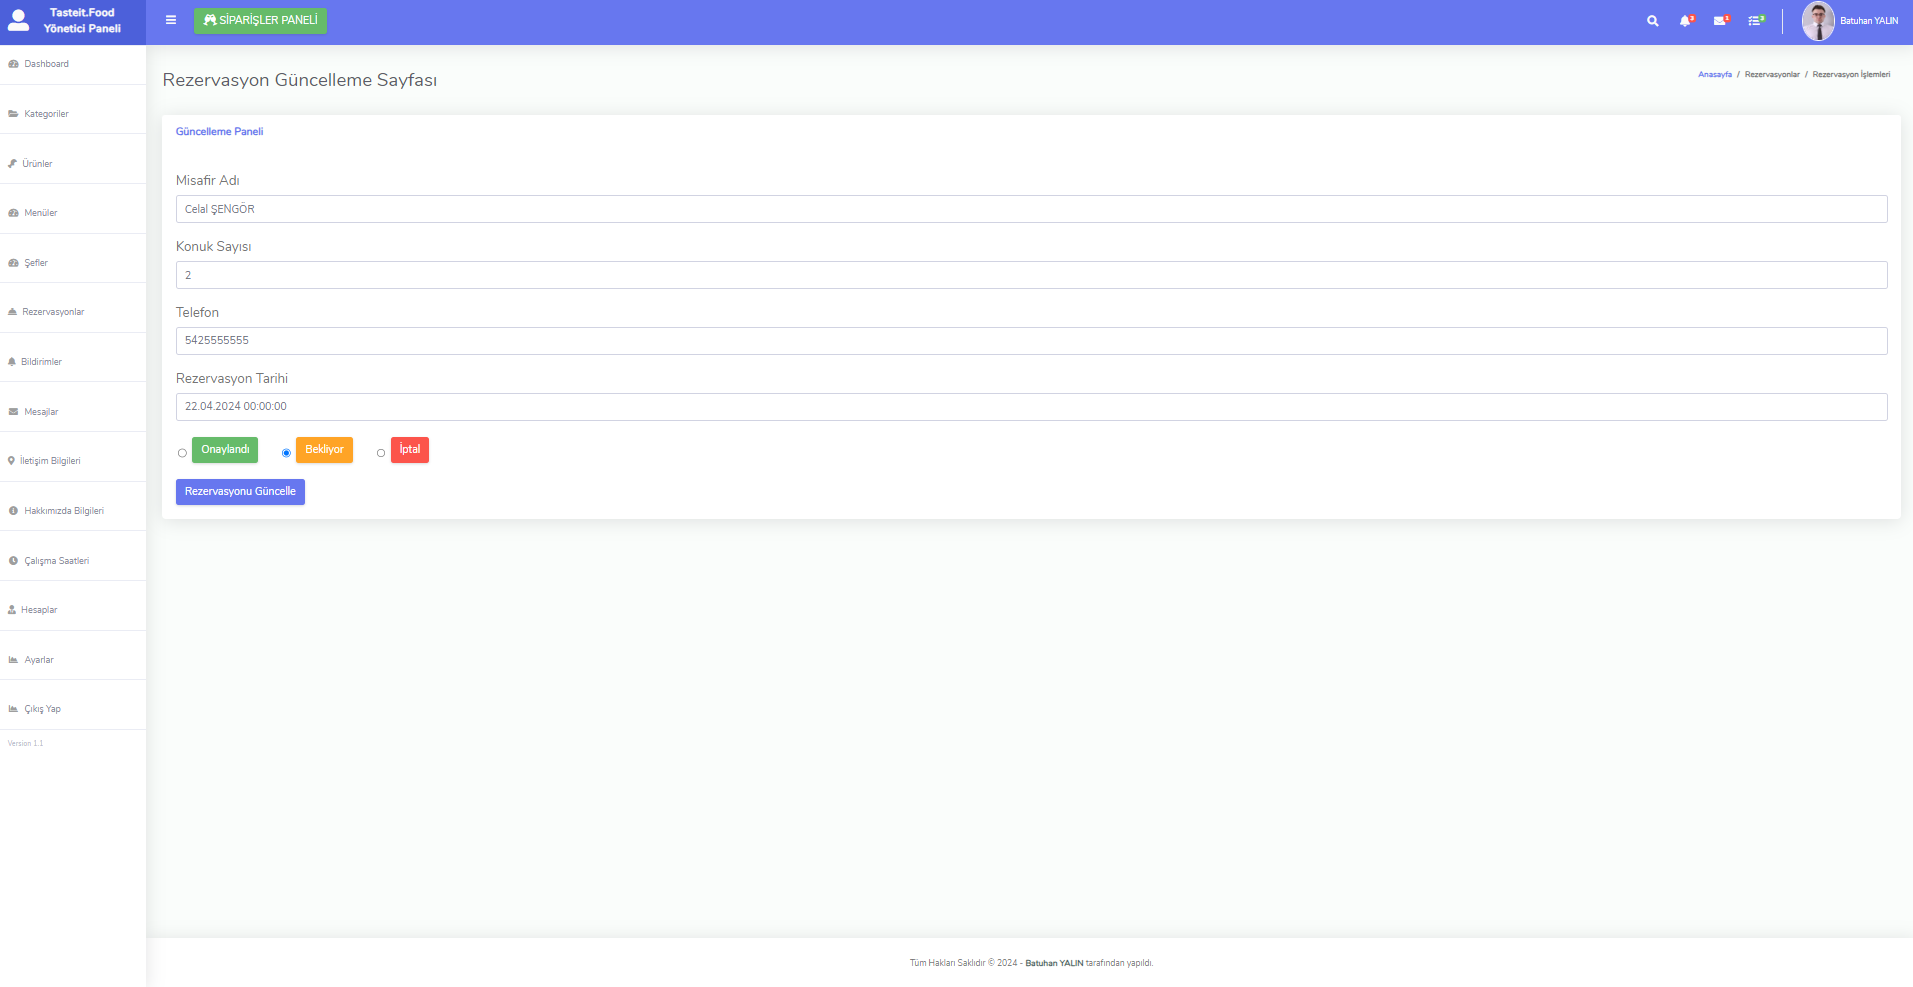 Tasteit.Food
Yönetici Paneli
SİPARİŞLER PANELİ
3
1
3
Batuhan YALIN
Dashboard
Kategoriler
Ürünler
Menüler
Şefler
Rezervasyonlar
Bildirimler
Mesajlar
İletişim Bilgileri
Hakkımızda Bilgileri
Çalışma Saatleri
Hesaplar
Ayarlar
Çıkış Yap
Version 1.1
Rezervasyon Güncelleme Sayfası
Anasayfa / Rezervasyonlar / Rezervasyon İşlemleri
Güncelleme Paneli
Misafir Adı
Celal ŞENGÖR
Konuk Sayısı
2
Telefon
5425555555
Rezervasyon Tarihi
22.04.2024 00:00:00
Onaylandı Bekliyor İptal
Rezervasyonu Güncelle
Tüm Hakları Saklıdır © 2024 - Batuhan YALIN tarafından yapıldı.